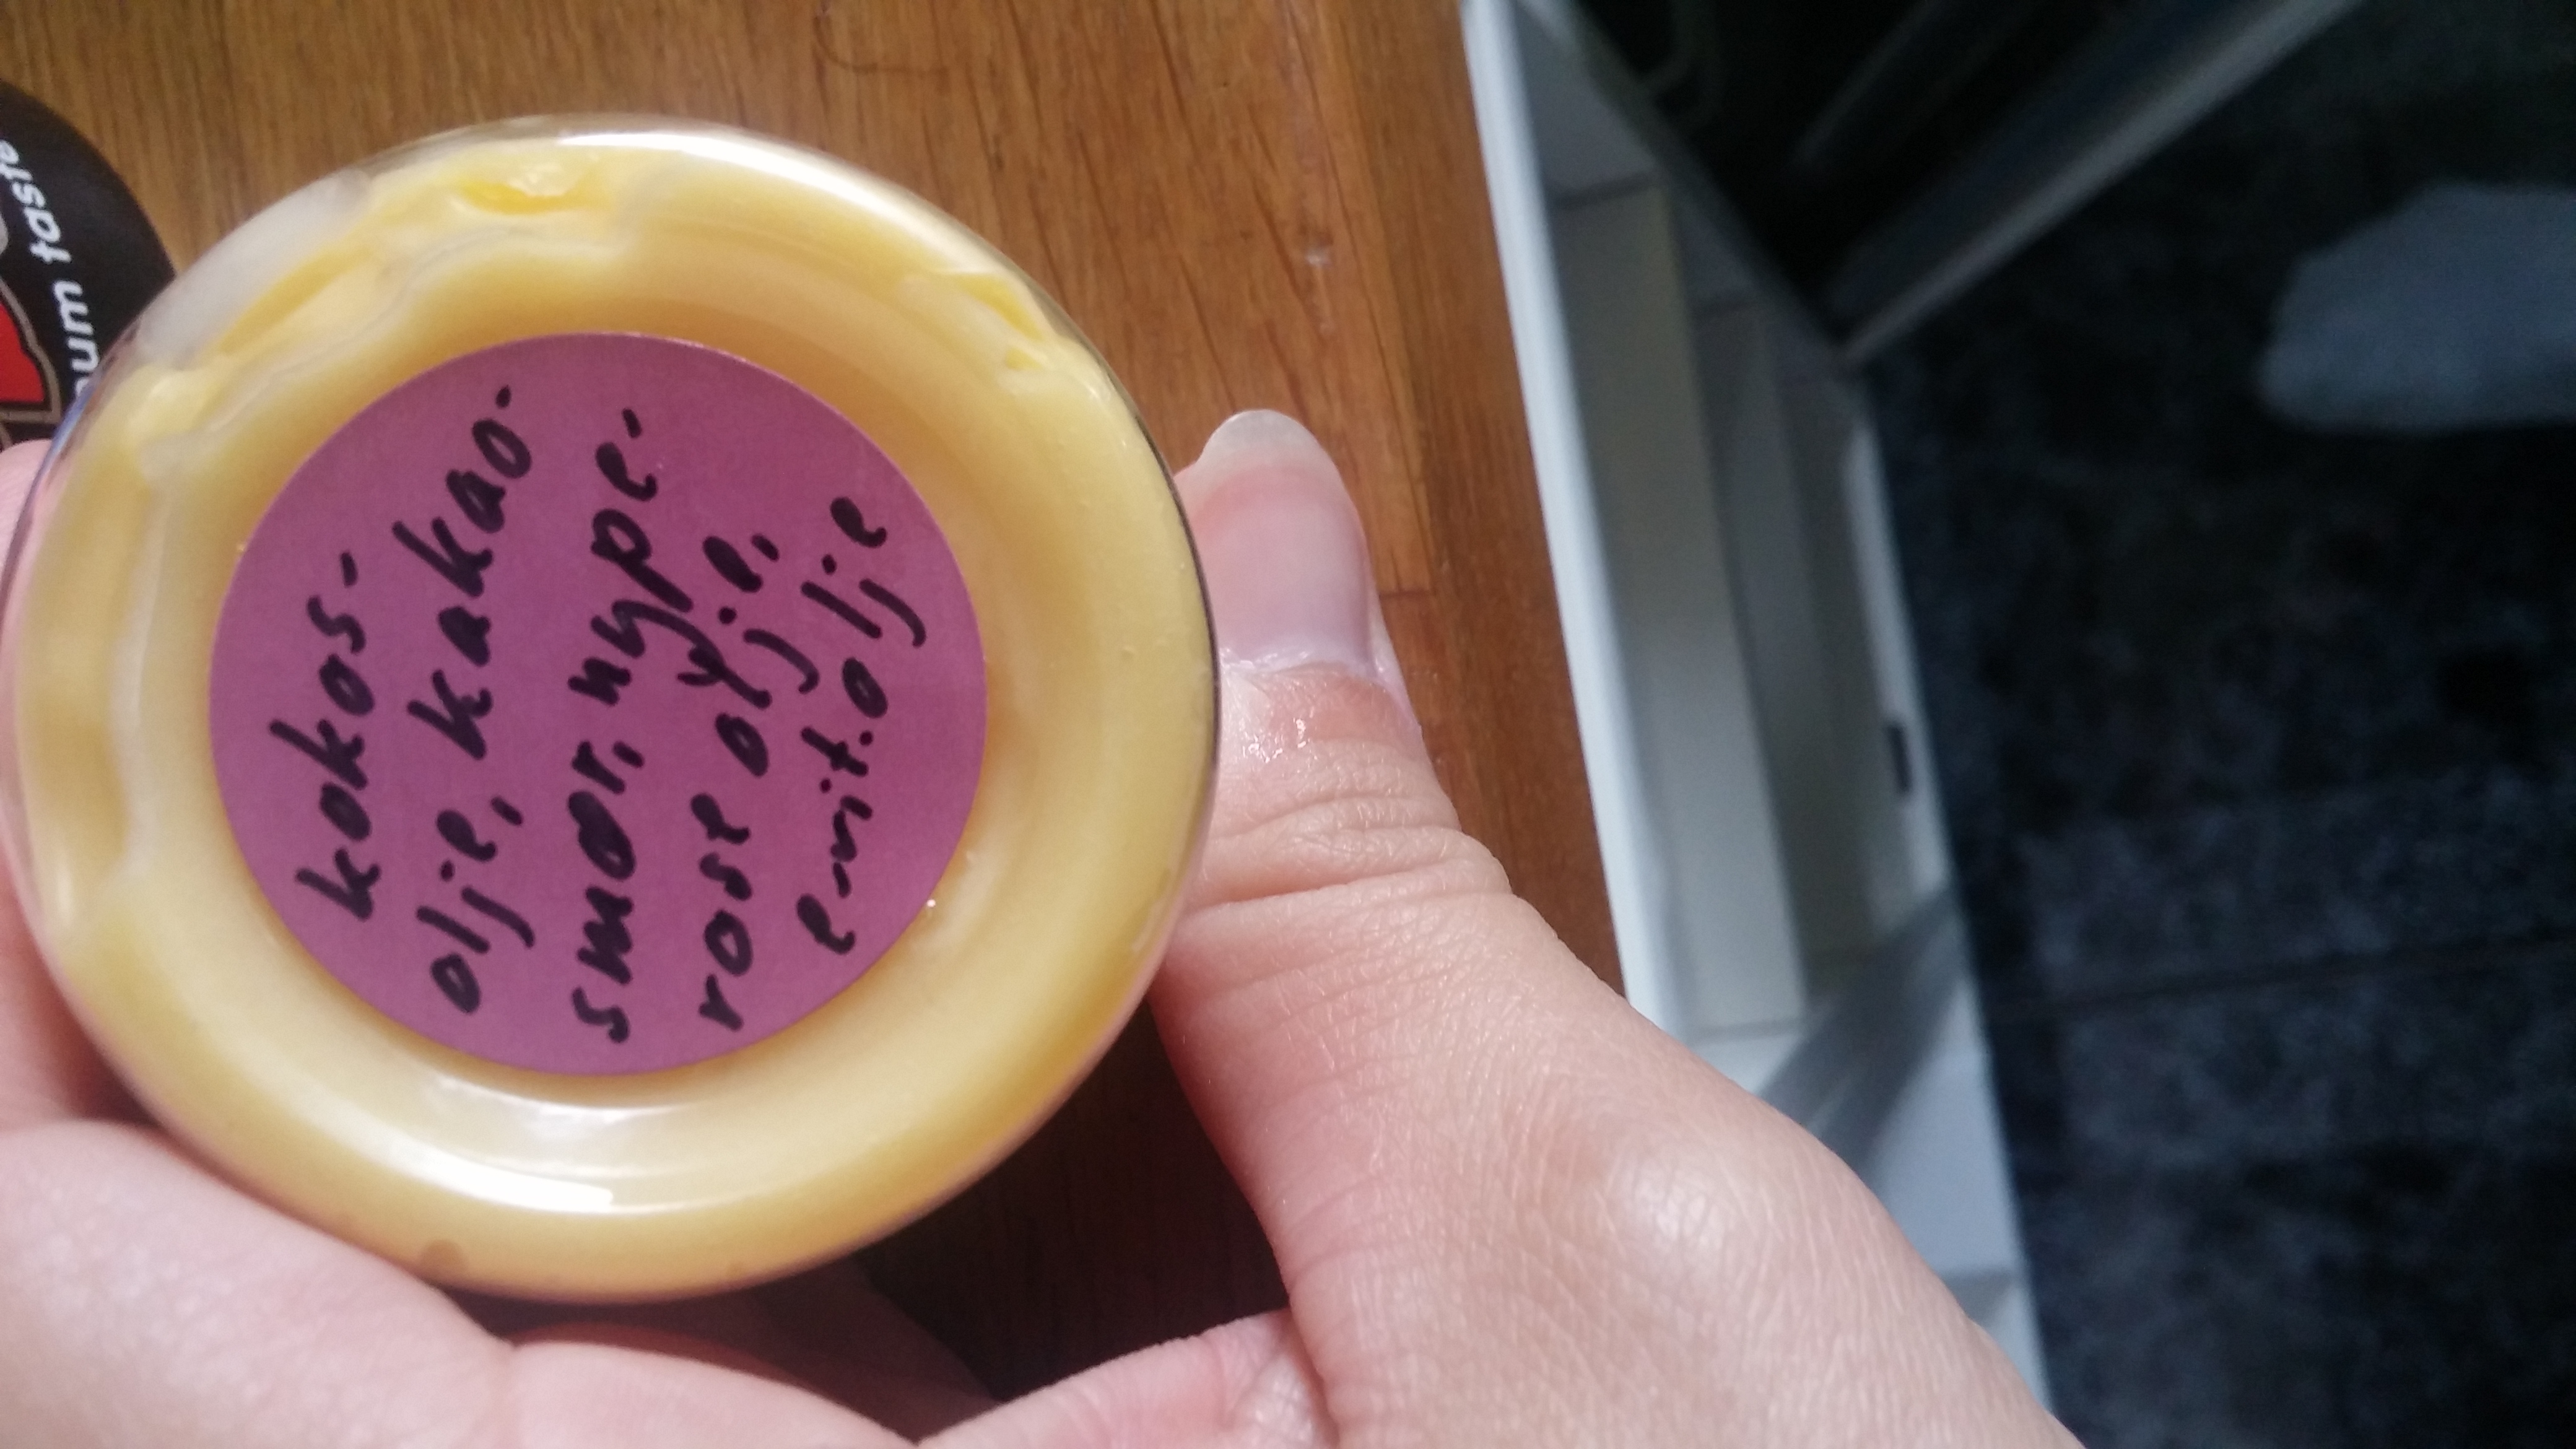 kokos-
olje, kakao-
smør, nype-
rose olje,
e-vit.olje
um taste